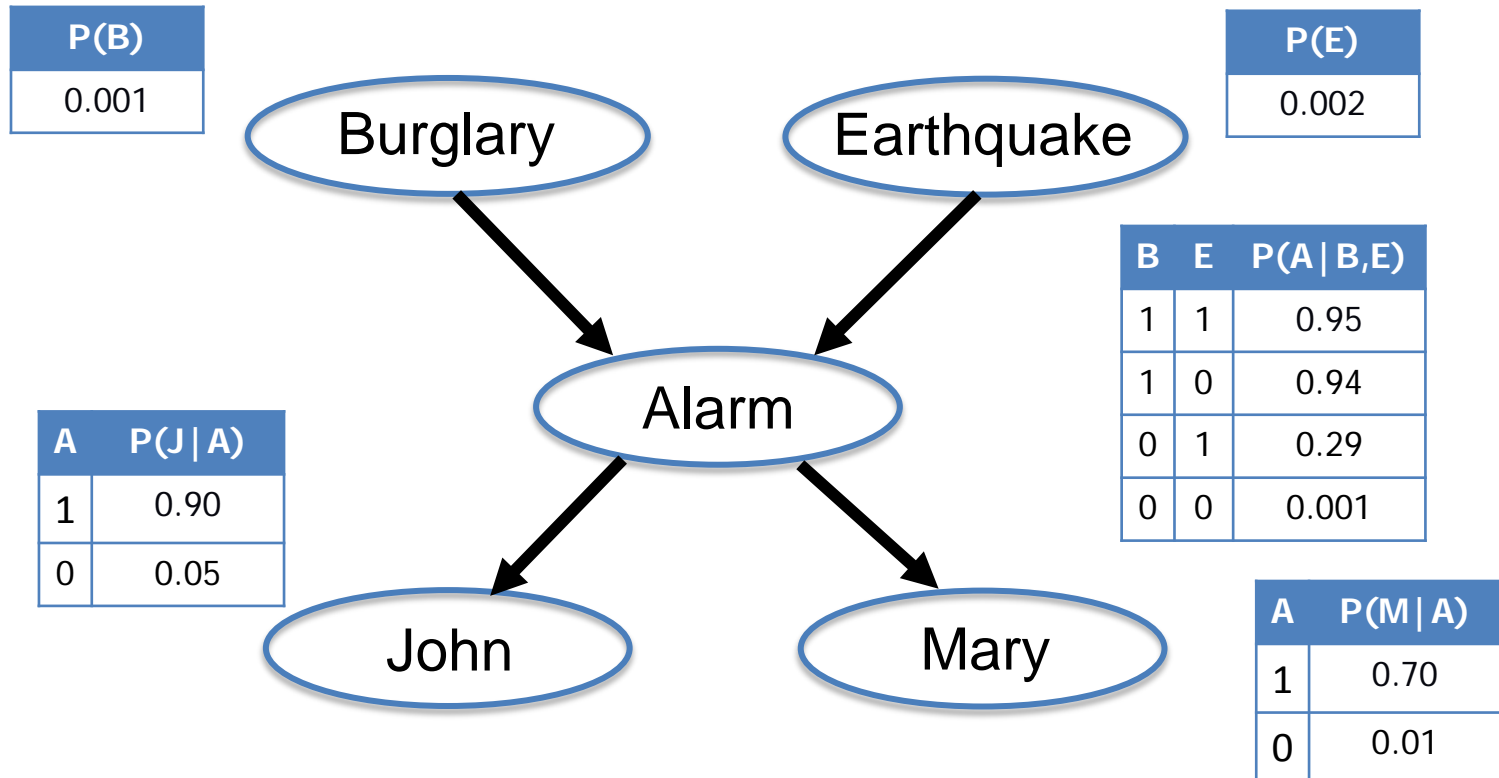 P(B)
0.001
P(E)
0.002
Burglary
Earthquake
B E P(A|B,E)
1 1 0.95
1 0 0.94
0 1 0.29
0 0 0.001
Alarm
A P(J|A)
1 0.90
0 0.05
John
Mary
A P(M|A)
1 0.70
0 0.01